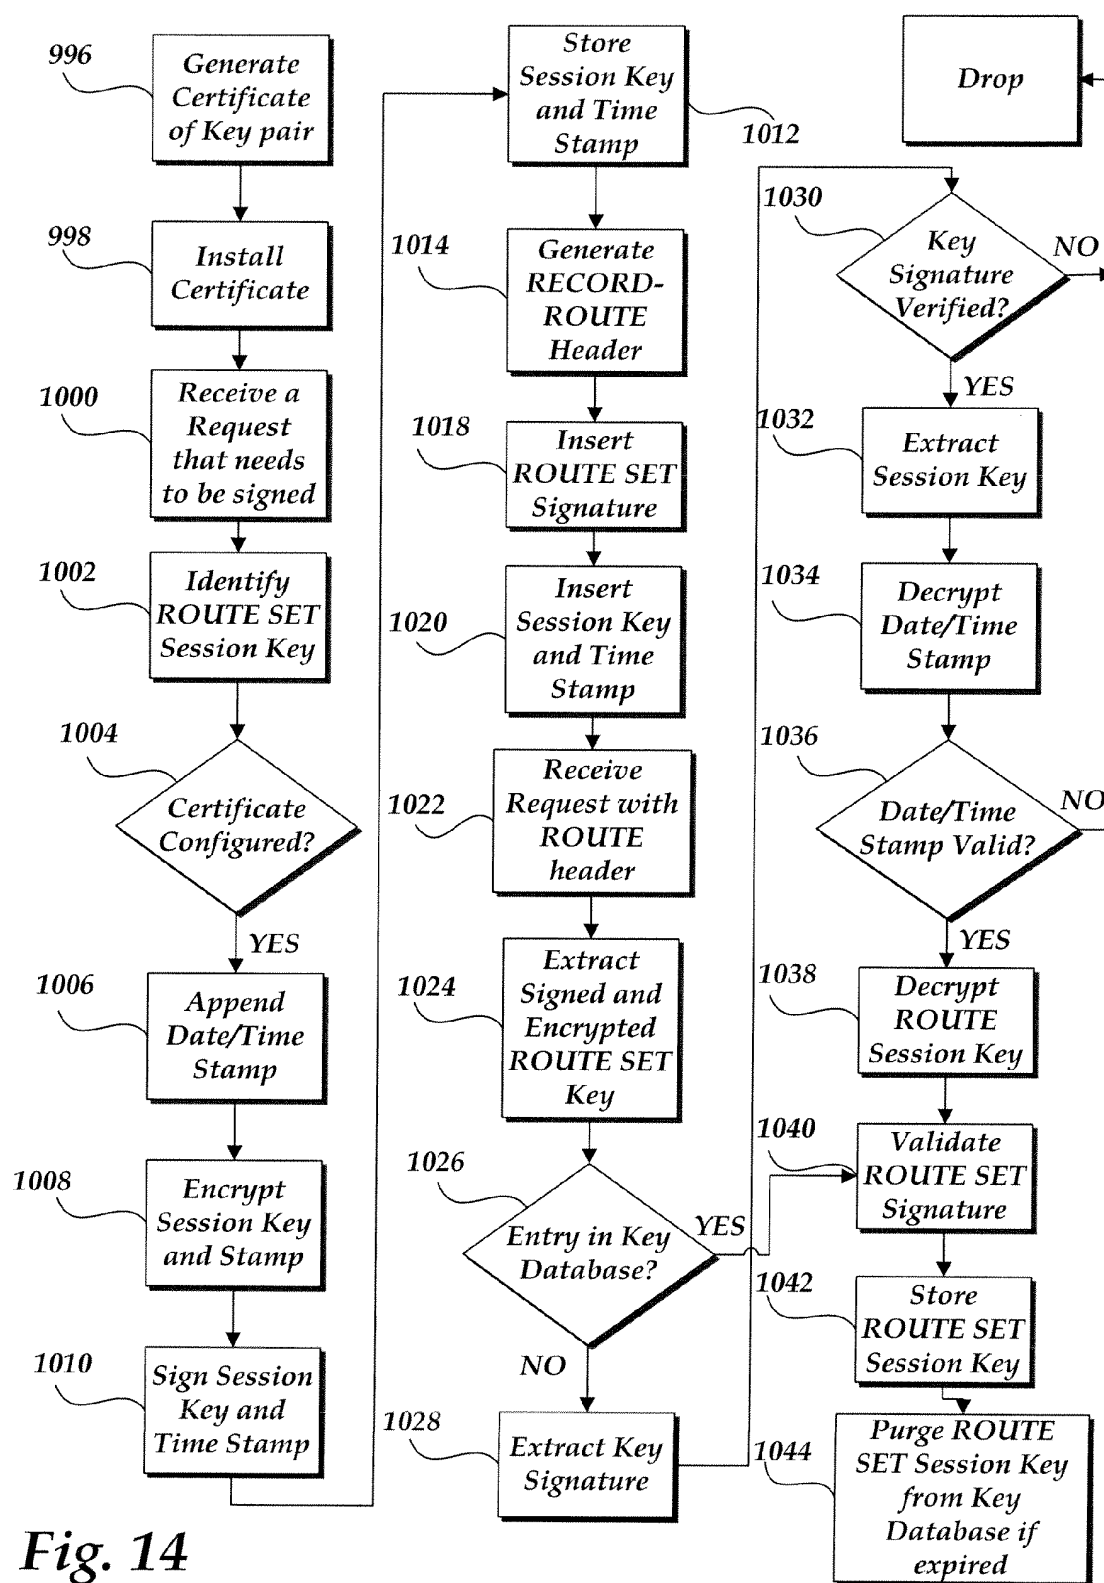 996
Generate
Certificate
of Key pair
998
Install
Certificate
1000
Receive a
Request
that needs
to be signed
1002
Identify
ROUTE SET
Session Key
1004
Certificate
Configured?
YES
1006
Append
Date/Time
Stamp
1008
Encrypt
Session Key
and Stamp
1010
Sign Session
Key and
Time Stamp
Store
Session Key
and Time
Stamp
1012
1014
Generate
RECORD-
ROUTE
Header
1018
Insert
ROUTE SET
Signature
1020
Insert
Session Key
and Time
Stamp
1022
Receive
Request with
ROUTE
header
1024
Extract
Signed and
Encrypted
ROUTE SET
Key
1026
Entry in Key
Database?
YES
NO
1028
Extract Key
Signature
Drop
1030
Key
Signature
Verified?
NO
YES
1032
Extract
Session Key
1034
Decrypt
Date/Time
Stamp
1036
Date/Time
Stamp Valid?
NO
YES
1038
Decrypt
ROUTE
Session Key
1040
Validate
ROUTE SET
Signature
1042
Store
ROUTE SET
Session Key
1044
Purge ROUTE
SET Session Key
from Key
Database if
expired
Fig. 14